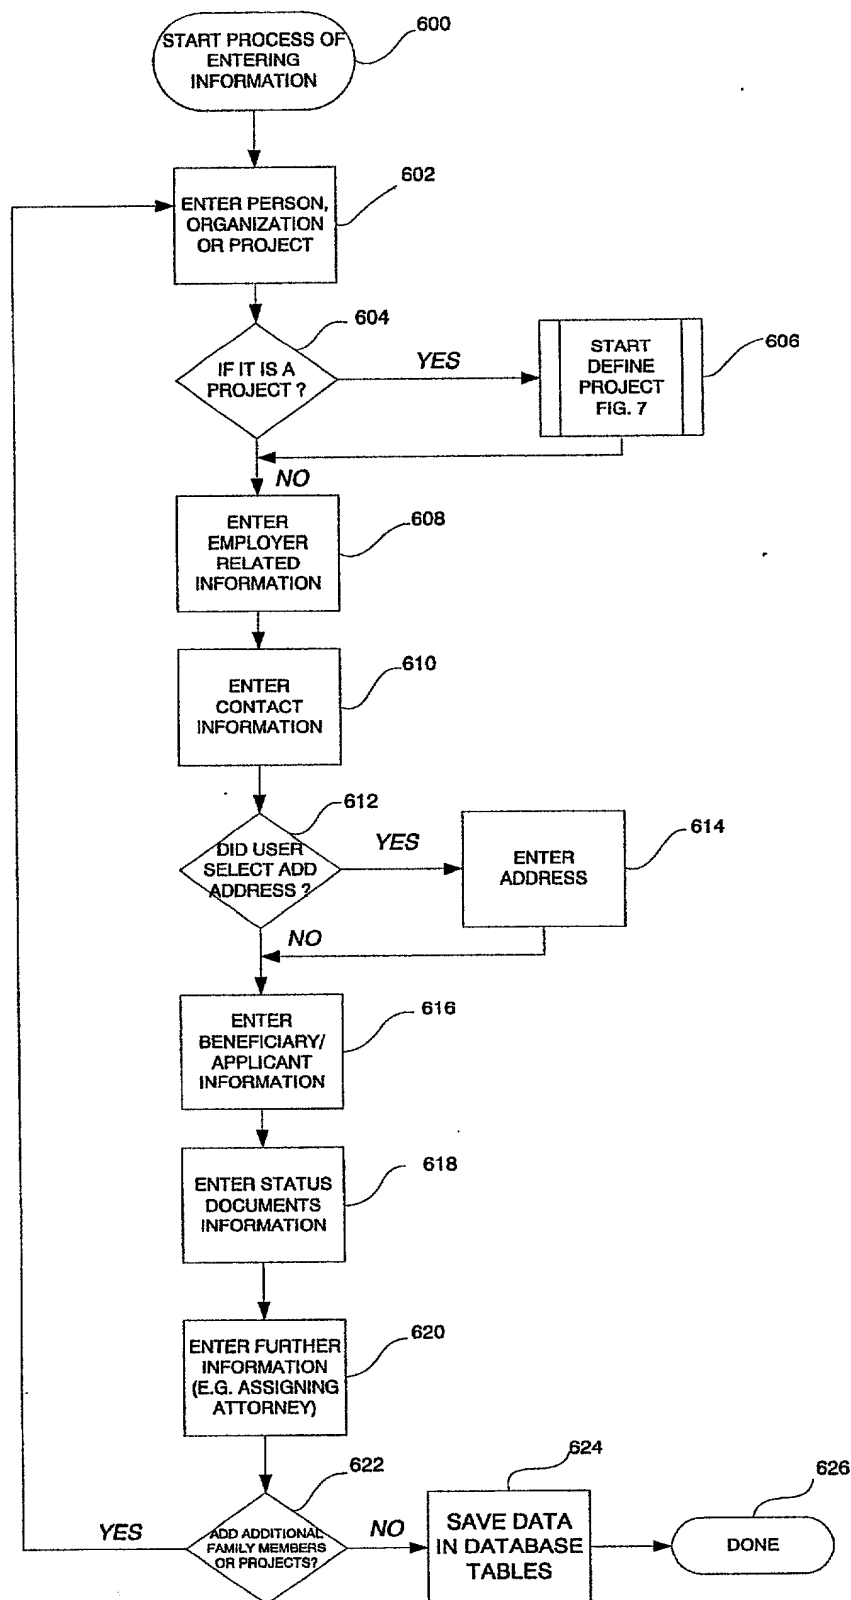 START PROCESS OF
ENTERING
INFORMATION
600
ENTER PERSON,
ORGANIZATION
OR PROJECT
602
IF IT IS A
PROJECT ?
604
YES
START
DEFINE
PROJECT
FIG. 7
606
NO
ENTER
EMPLOYER
RELATED
INFORMATION
608
ENTER
CONTACT
INFORMATION
610
DID USER
SELECT ADD
ADDRESS ?
612
YES
ENTER
ADDRESS
614
NO
ENTER
BENEFICIARY/
APPLICANT
INFORMATION
616
ENTER STATUS
DOCUMENTS
INFORMATION
618
ENTER FURTHER
INFORMATION
(E.G. ASSIGNING
ATTORNEY)
620
ADD ADDITIONAL
FAMILY MEMBERS
OR PROJECTS?
622
YES
NO
SAVE DATA
IN DATABASE
TABLES
624
DONE
626